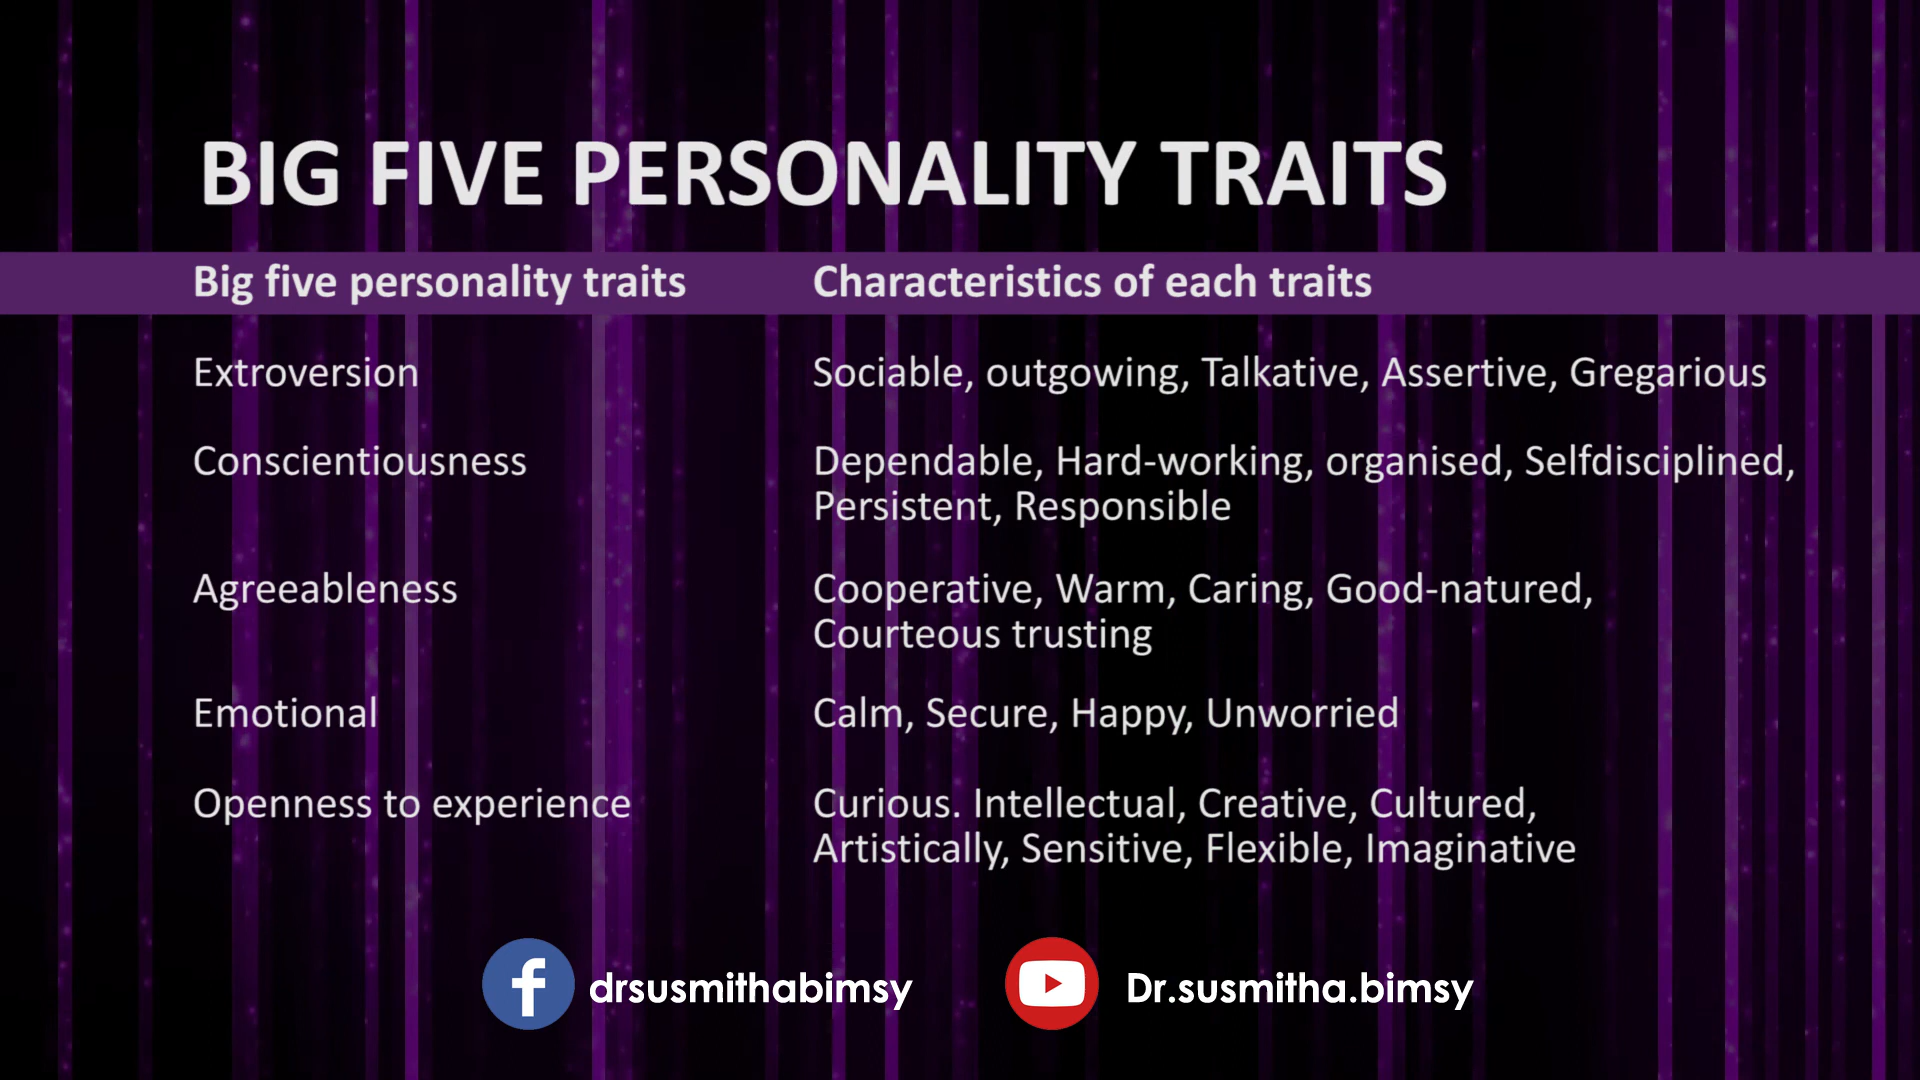 BIG FIVE PERSONALITY TRAITS
Big five personality traits Characteristics of each traits
Extroversion Sociable, outgowing, Talkative, Assertive, Gregarious
Conscientiousness Dependable, Hard-working, organised, Selfdisciplined,
Persistent, Responsible
Agreeableness Cooperative, Warm, Caring, Good-natured,
Courteous trusting
Emotional Calm, Secure, Happy, Unworried
Openness to experience Curious. Intellectual, Creative, Cultured,
Artistically, Sensitive, Flexible, Imaginative
f drsusmithabimsy Dr.susmitha.bimsy